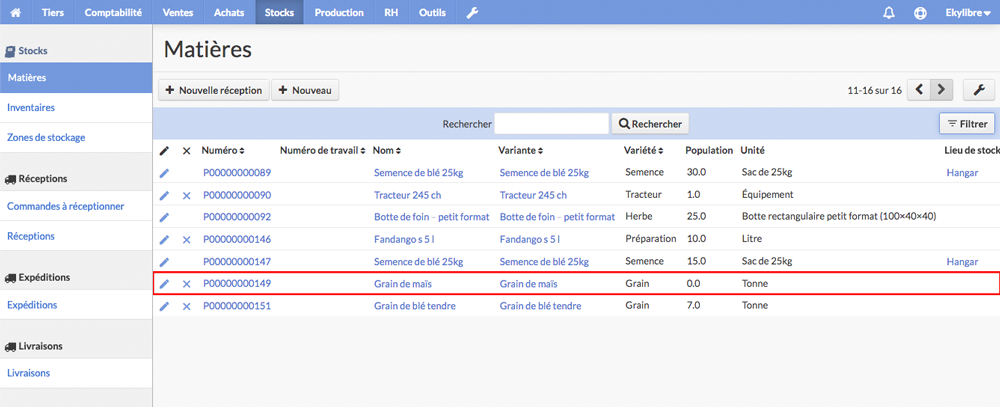 Tiers Comptabilité Ventes Achats Stocks Production RH Outils Ekylibre
Stocks
Matières
Inventaires
Zones de stockage
Réceptions
Commandes à réceptionner
Réceptions
Expéditions
Expéditions
Livraisons
Livraisons
Matières
Nouvelle réception Nouveau 11-16 sur 16
Rechercher Rechercher Filtrer
Numéro Numéro de travail Nom Variante Variété Population Unité Lieu de stock
P00000000089 Semence de blé 25kg Semence de blé 25kg Semence 30.0 Sac de 25kg Hangar
P00000000090 Tracteur 245 ch Tracteur 245 ch Tracteur 1.0 Équipement
P00000000092 Botte de foin - petit format Botte de foin - petit format Herbe 25.0 Botte rectangulaire petit format (100×40×40)
P00000000146 Fandango s 5 l Fandango s 5 l Préparation 10.0 Litre
P00000000147 Semence de blé 25kg Semence de blé 25kg Semence 15.0 Sac de 25kg Hangar
P00000000149 Grain de maïs Grain de maïs Grain 0.0 Tonne
P00000000151 Grain de blé tendre Grain de blé tendre Grain 7.0 Tonne